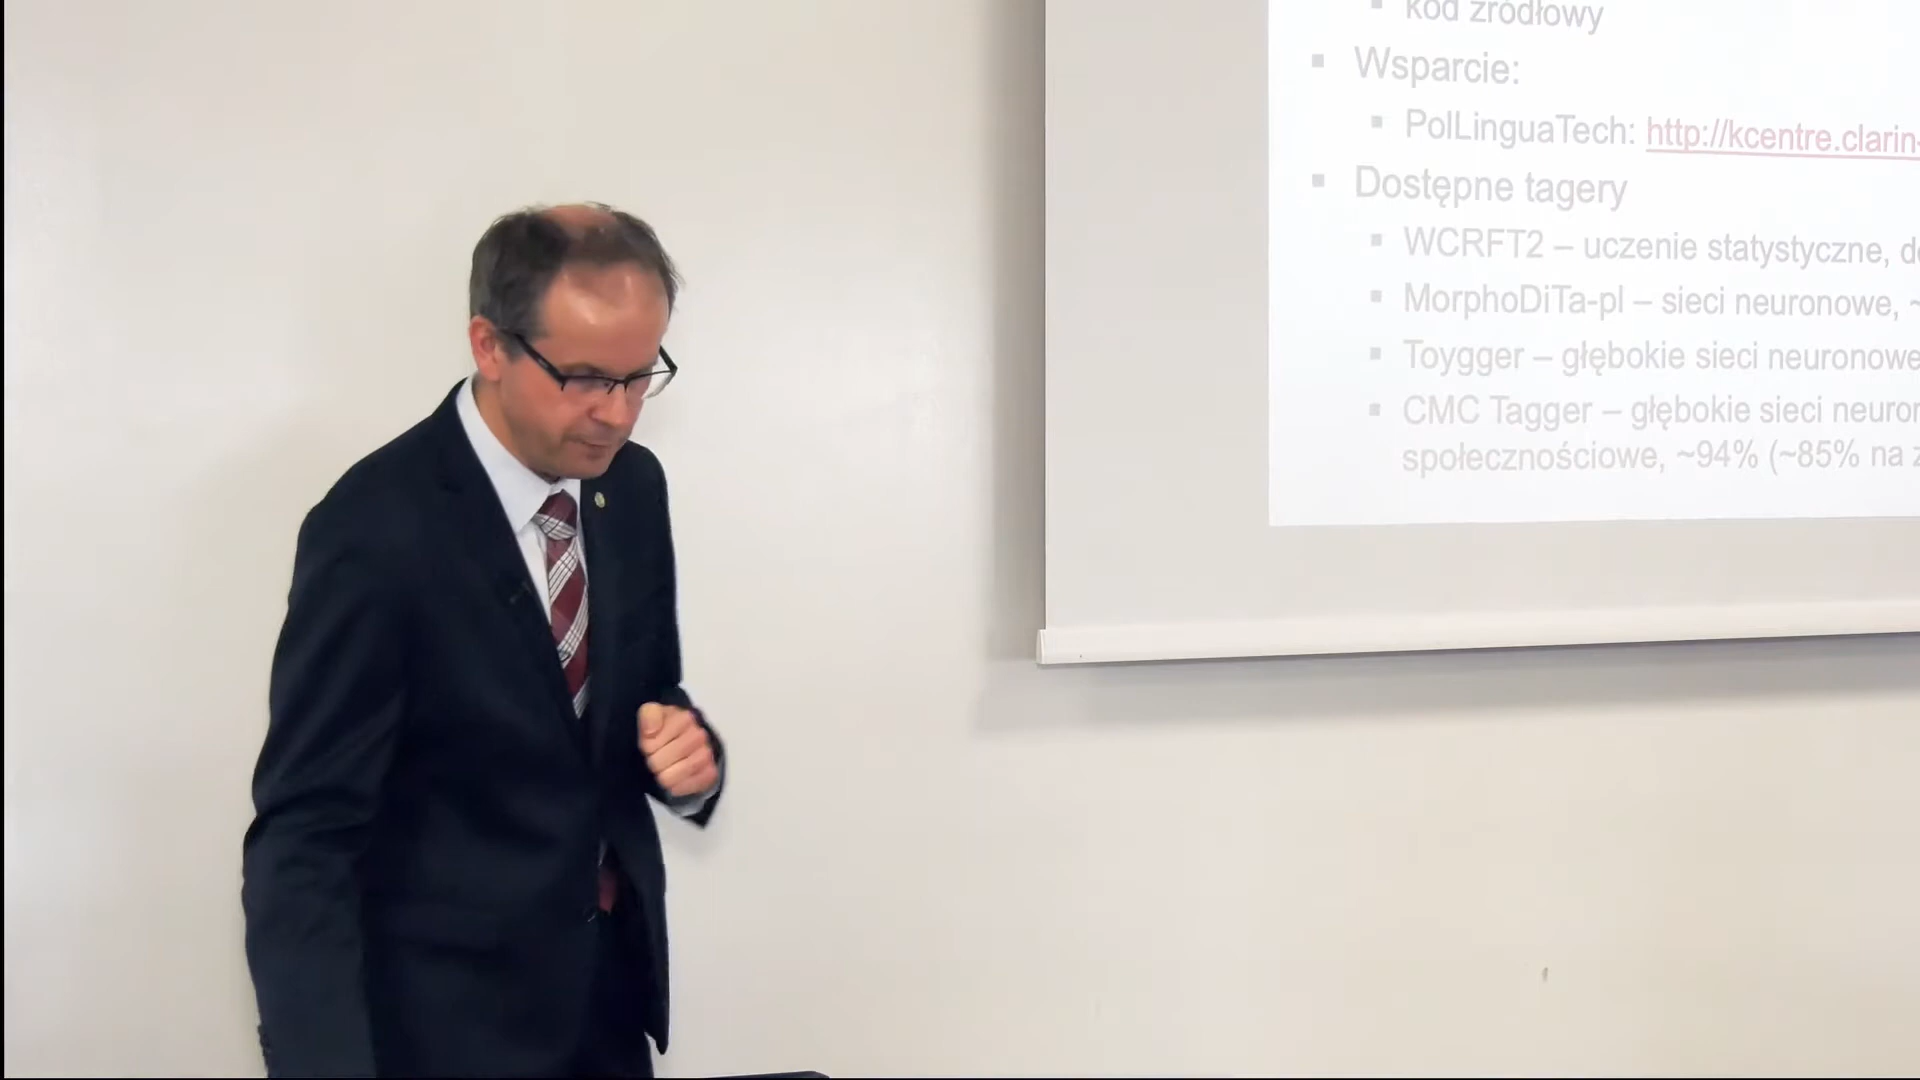 kod źródłowy
Wsparcie:
PolLinguaTech: http://kcentre.clarin-
Dostępne tagery
WCRFT2 – uczenie statystyczne,
MorphoDiTa-pl – sieci neuronowe, ~
Toygger – głębokie sieci neuronowe
CMC Tagger – głębokie sieci
społecznościowe, ~94% (~85% na